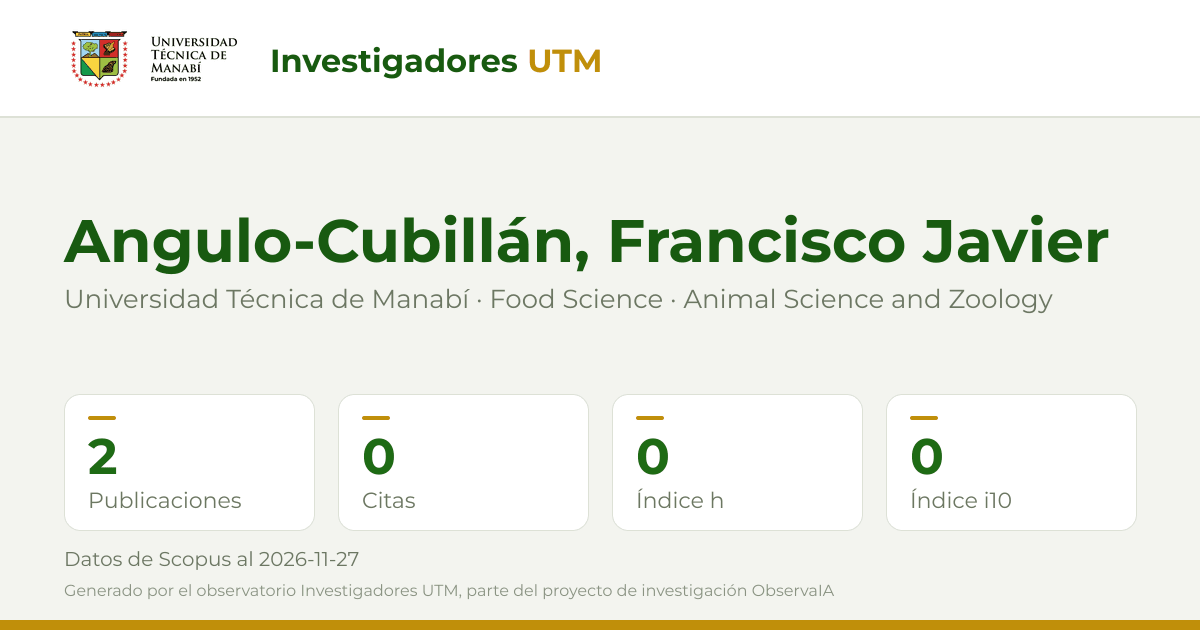 UNIVERSIDAD
TÉCNICA DE
MANABÍ
Fundada en 1952
Investigadores UTM
Angulo-Cubillán, Francisco Javier
Universidad Técnica de Manabí · Food Science · Animal Science and Zoology
2
Publicaciones
0
Citas
0
Índice h
0
Índice i10
Datos de Scopus al 2026-11-27
Generado por el observatorio Investigadores UTM, parte del proyecto de investigación ObservaIA